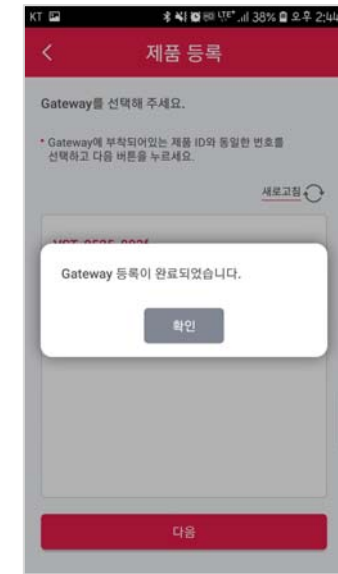 KT LTE+ 38% 오후 2:44
제품 등록
Gateway를 선택해 주세요.
* Gateway에 부착되어있는 제품 ID와 동일한 번호를
선택하고 다음 버튼을 누르세요.
새로고침
Gateway 등록이 완료되었습니다.
확인
다음